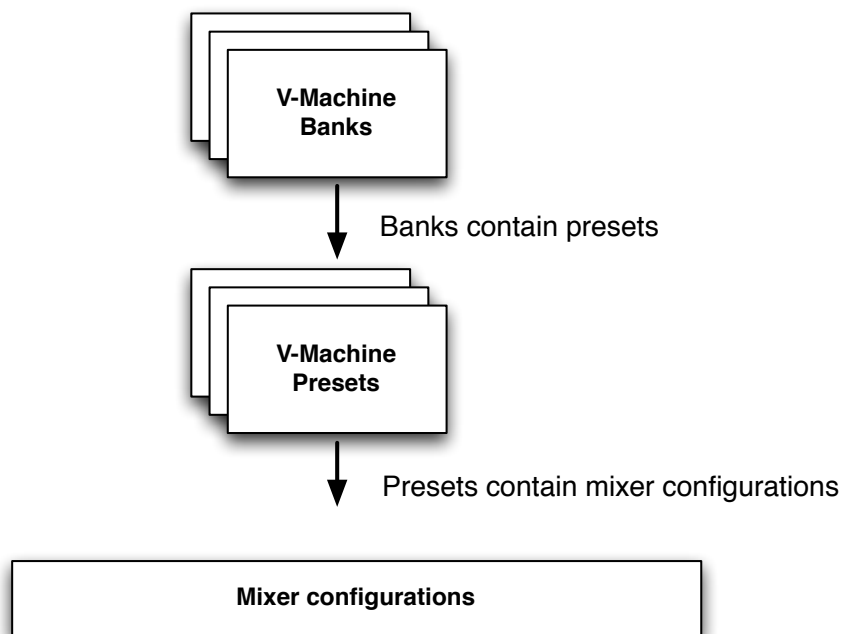 V-Machine
Banks
Banks contain presets
V-Machine
Presets
Presets contain mixer configurations
Mixer configurations